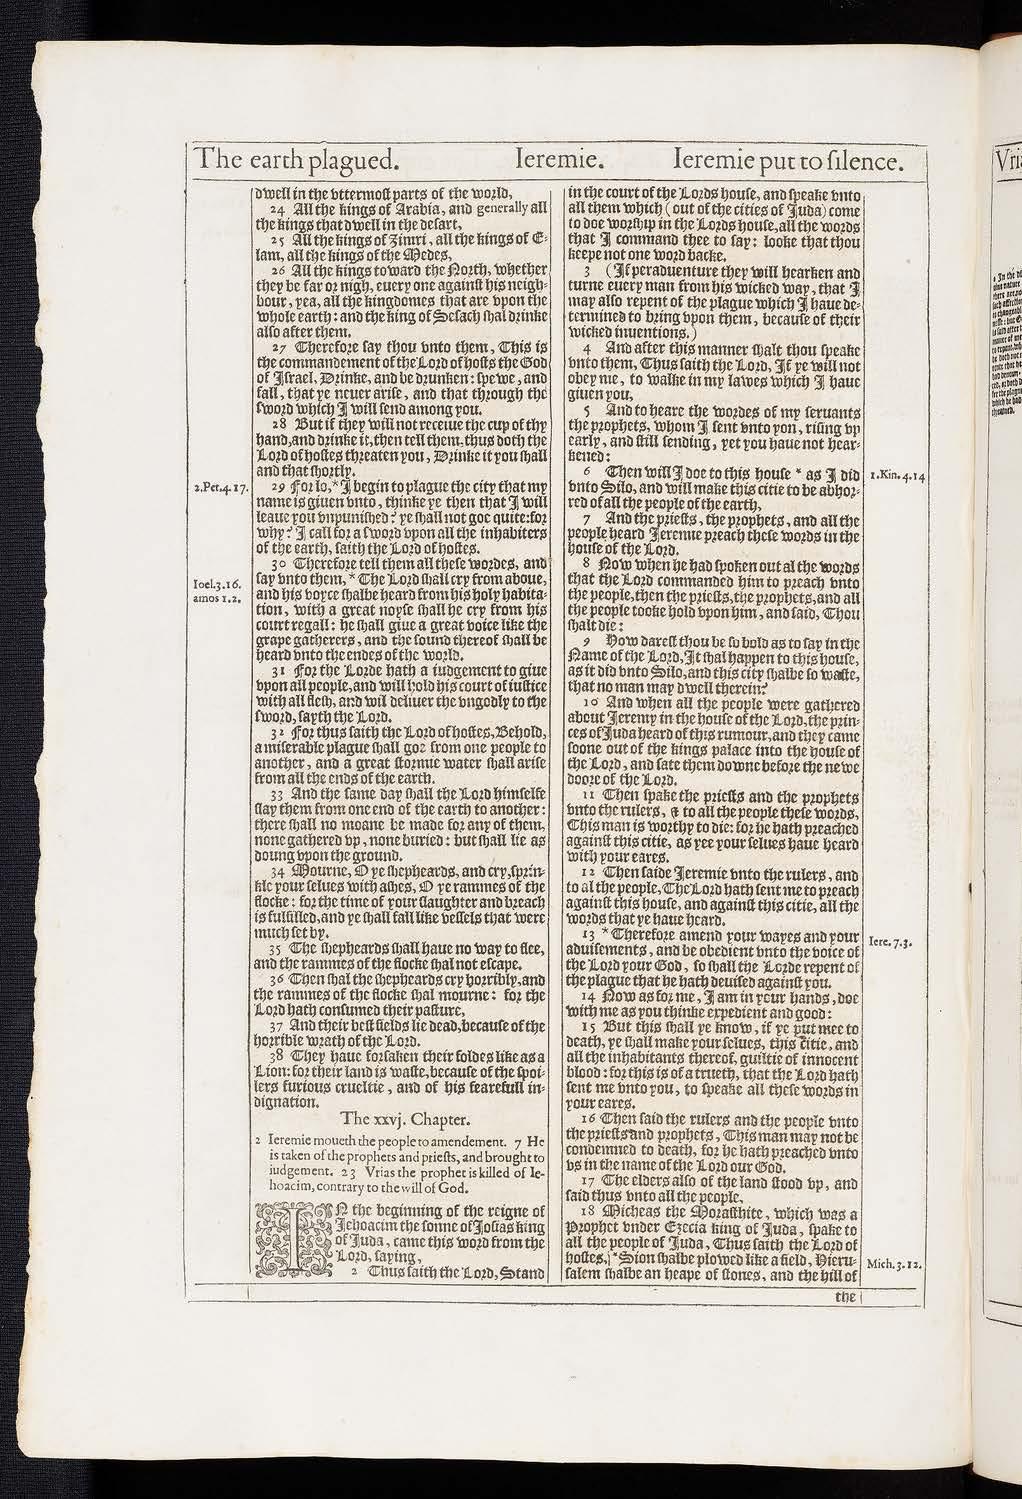 The earth plagued. Ieremie. Ieremie put to silence.
dwell in the vttermost parts of the world,
24 All the kings of Arabia, and generally all
the kings that dwell in the desart,
25 All the kings of Zimri, all the kings of E-
lam, all the kings of the Medes,
26 All the kings toward the North, whether
they be far or nigh, euery one against his neigh-
bour, yea, all the kingdomes that are vpon the
whole earth: and the king of Sesach shal drinke
also after them.
27 Therefore say thou vnto them, This is
the commandement of the Lord of hosts the God
of Israel, Drinke, and be drunken: spewe, and
fall, that ye neuer arise, and that through the
sword which I will send among you.
28 But if they will not receiue the cup of thy
hand, and drinke it, then tell them, thus doth the
Lord of hostes threaten you, Drinke it you shall
and that shortly.
2.Pet.4.17.
29 For lo, * I begin to plague the city that my
name is giuen vnto, thinke ye then that I will
leaue you vnpunished? ye shall not goe quite: for
why? I call for a sword vpon all the inhabiters
of the earth, saith the Lord of hostes.
30 Therefore tell them all these wordes, and
Ioel.3.16.
amos 1.2.
say vnto them, * The Lord shall cry from aboue,
and his voyce shalbe heard from his holy habita-
tion, with a great noyse shall he cry from his
court regall: he shall giue a great voice like the
grape gatherers, and the sound thereof shall be
heard vnto the endes of the world.
31 For the Lorde hath a iudgement to giue
vpon all people, and will hold his court of iustice
with all flesh, and wil deliuer the vngodly to the
sword, sayth the Lord.
32 For thus saith the Lord of hostes, Behold,
a miserable plague shall goe from one people to
another, and a great stormie water shall arise
from all the ends of the earth.
33 And the same day shall the Lord himselfe
slay them from one end of the earth to another:
there shall no moane be made for any of them,
none gathered vp, none buried: but shall lie as
doung vpon the ground.
34 Mourne, O ye shepheards, and cry, sprin-
kle your selues with ashes, O ye rammes of the
flocke: for the time of your slaughter and breach
is fulfilled, and ye shall fall like vessels that were
much set by.
35 The shepheards shall haue no way to flee,
and the rammes of the flocke shal not escape.
36 Then shal the shepheards cry horribly, and
the rammes of the flocke shal mourne: for the
Lord hath consumed their pasture,
37 And their best fields lie dead, because of the
horrible wrath of the Lord.
38 They haue forsaken their foldes like as a
Lion: for their land is waste, because of the spoi-
lers furious crueltie, and of his fearefull in-
dignation.
The xxvj. Chapter.
2 Ieremie moueth the people to amendement. 7 He
is taken of the prophets and priests, and brought to
iudgement. 23 Vrias the prophet is killed of Ie-
hoacim, contrary to the will of God.
IN the beginning of the reigne of
Jehoacim the sonne of Josias king
of Juda, came this word from the
Lord, saying,
2 Thus saith the Lord, Stand
in the court of the Lords house, and speake vnto
all them which (out of the cities of Juda) come
to doe worship in the Lords house, all the words
that I command thee to say: looke that thou
keepe not one word backe.
3 (If peraduenture they will hearken and
turne euery man from his wicked way, that I
may also repent of the plague which I haue de-
termined to bring vpon them, because of their
wicked inuentions.)
4 And after this manner shalt thou speake
vnto them, Thus saith the Lord, If ye will not
obey me, to walke in my lawes which I haue
giuen you,
5 And to heare the wordes of my seruants
the prophets, whom I sent vnto you, rising vp
early, and still sending, yet you haue not hear-
kened:
6 Then will I doe to this house * as I did
1.Kin.4.14
vnto Silo, and will make this citie to be abhor-
red of all the people of the earth,
7 And the priests, the prophets, and all the
people heard Jeremie preach these words in the
house of the Lord.
8 Now when he had spoken out al the words
that the Lord commanded him to preach vnto
the people, then the priests, the prophets, and all
the people tooke hold vpon him, and said, Thou
shalt die:
9 How darest thou be so bold as to say in the
Name of the Lord, It shal happen to this house,
as it did vnto Silo, and this city shalbe so waste,
that no man may dwell therein?
10 And when all the people were gathered
about Jeremy in the house of the Lord, the prin-
ces of Juda heard of this rumour, and they came
soone out of the kings palace into the house of
the Lord, and sate them downe before the newe
doore of the Lord.
11 Then spake the priests and the prophets
vnto the rulers, & to all the people these words,
This man is worthy to die: for he hath preached
against this citie, as yee your selues haue heard
with your eares.
12 Then saide Jeremie vnto the rulers, and
to al the people, The Lord hath sent me to preach
against this house, and against this citie, all the
words that ye haue heard.
13 * Therefore amend your wayes and your
Iere.7.3.
aduisements, and be obedient vnto the voice of
the Lord your God, so shall the Lorde repent of
the plague that he hath deuised against you.
14 Now as for me, I am in your hands, doe
with me as you thinke expedient and good:
15 But this shall ye know, if ye put mee to
death, ye shall make your selues, this citie, and
all the inhabitants thereof, guiltie of innocent
blood: for this is of a trueth, that the Lord hath
sent me vnto you, to speake all these words in
your eares.
16 Then said the rulers and the people vnto
the priests and prophets, This man may not be
condemned to death, for he hath preached vnto
vs in the name of the Lord our God.
17 The elders also of the land stood vp, and
said thus vnto all the people,
18 Micheas the Morasthite, which was a
Prophet vnder Ezecia king of Juda, spake to
all the people of Juda, Thus saith the Lord of
hostes, * Sion shalbe plowed like a field, Hieru-
Mich.3.12.
salem shalbe an heape of stones, and the hill of
the